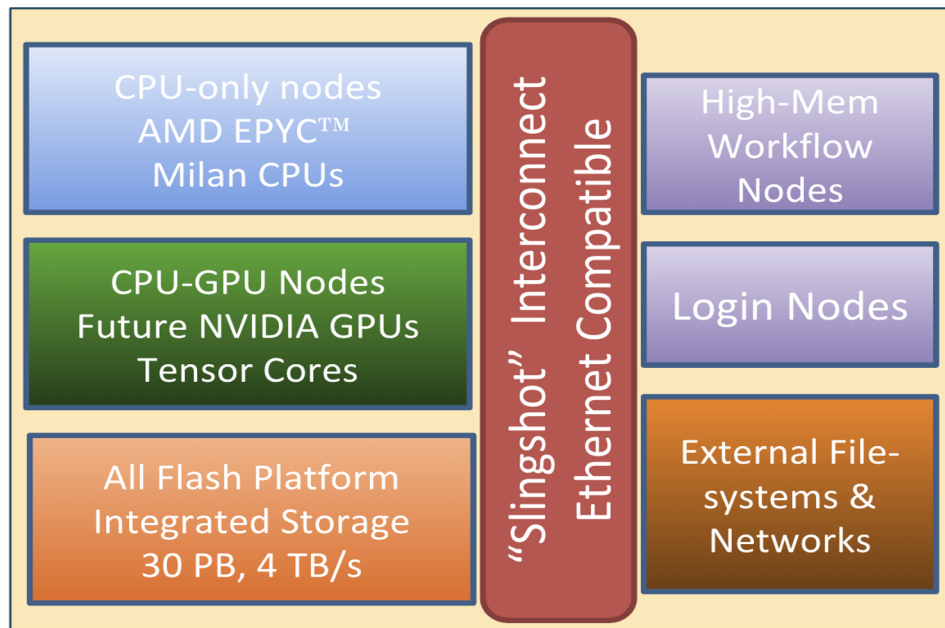 CPU-only nodes
AMD EPYC™
Milan CPUs
CPU-GPU Nodes
Future NVIDIA GPUs
Tensor Cores
All Flash Platform
Integrated Storage
30 PB, 4 TB/s
“Slingshot” Interconnect
Ethernet Compatible
High-Mem
Workflow
Nodes
Login Nodes
External File-
systems &
Networks